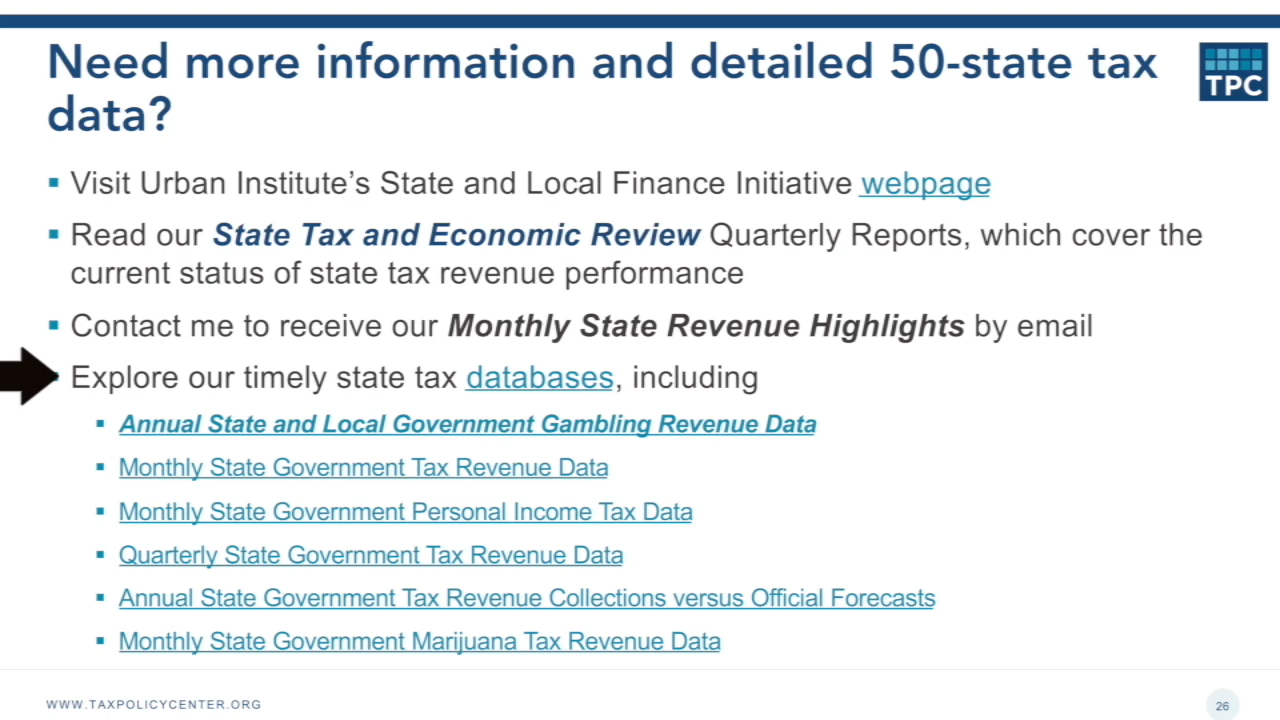 Need more information and detailed 50-state tax
data?
TPC
Visit Urban Institute’s State and Local Finance Initiative webpage
Read our State Tax and Economic Review Quarterly Reports, which cover the
current status of state tax revenue performance
Contact me to receive our Monthly State Revenue Highlights by email
Explore our timely state tax databases, including
Annual State and Local Government Gambling Revenue Data
Monthly State Government Tax Revenue Data
Monthly State Government Personal Income Tax Data
Quarterly State Government Tax Revenue Data
Annual State Government Tax Revenue Collections versus Official Forecasts
Monthly State Government Marijuana Tax Revenue Data
WWW.TAXPOLICYCENTER.ORG
26